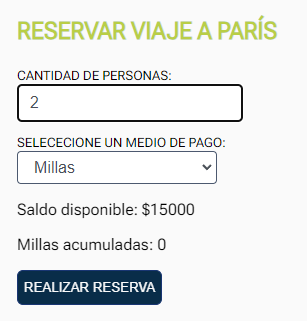 RESERVAR VIAJE A PARÍS
CANTIDAD DE PERSONAS:
2
SELECECIONE UN MEDIO DE PAGO:
Millas
Saldo disponible: $15000
Millas acumuladas: 0
REALIZAR RESERVA